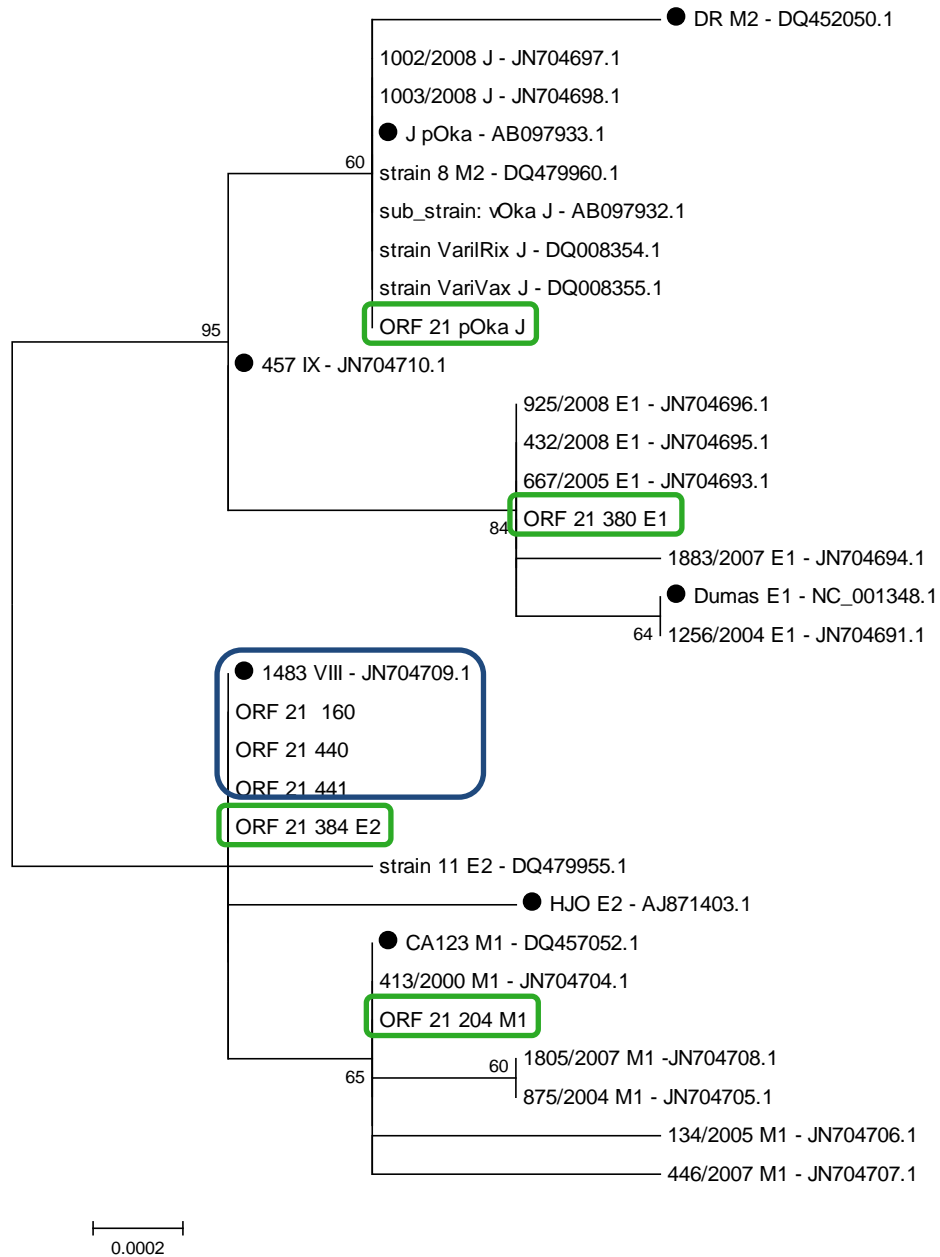 DR M2 - DQ452050.1
1002/2008 J - JN704697.1
1003/2008 J - JN704698.1
J pOka - AB097933.1
60
strain 8 M2 - DQ479960.1
sub_strain: vOka J - AB097932.1
strain VarilRix J - DQ008354.1
strain VariVax J - DQ008355.1
ORF 21 pOka J
95
457 IX - JN704710.1
925/2008 E1 - JN704696.1
432/2008 E1 - JN704695.1
667/2005 E1 - JN704693.1
ORF 21 380 E1
84
1883/2007 E1 - JN704694.1
Dumas E1 - NC_001348.1
64
1256/2004 E1 - JN704691.1
1483 VIII - JN704709.1
ORF 21  160
ORF 21 440
ORF 21 441
ORF 21 384 E2
strain 11 E2 - DQ479955.1
HJO E2 - AJ871403.1
CA123 M1 - DQ457052.1
413/2000 M1 - JN704704.1
ORF 21 204 M1
65
60
1805/2007 M1 -JN704708.1
875/2004 M1 - JN704705.1
134/2005 M1 - JN704706.1
446/2007 M1 - JN704707.1
0.0002